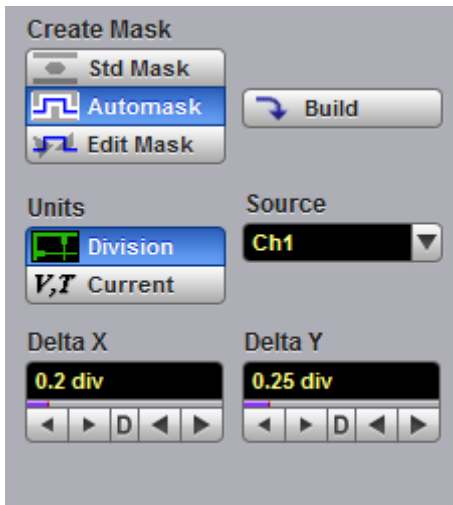 Create Mask
Std Mask
Automask
Build
Edit Mask
Units
Source
Division
Ch1
V,T Current
Delta X
Delta Y
0.2 div
0.25 div
D
D